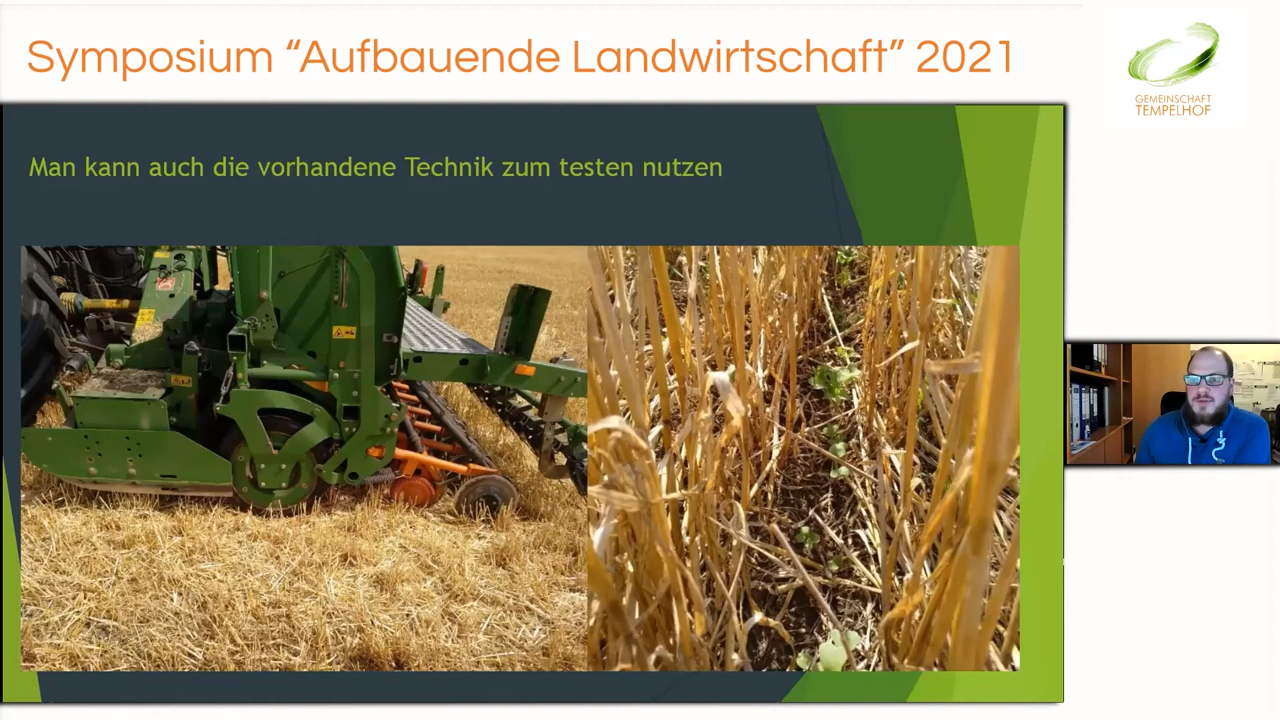 Symposium “Aufbauende Landwirtschaft” 2021
GEMEINSCHAFT
TEMPELHOF
Man kann auch die vorhandene Technik zum testen nutzen